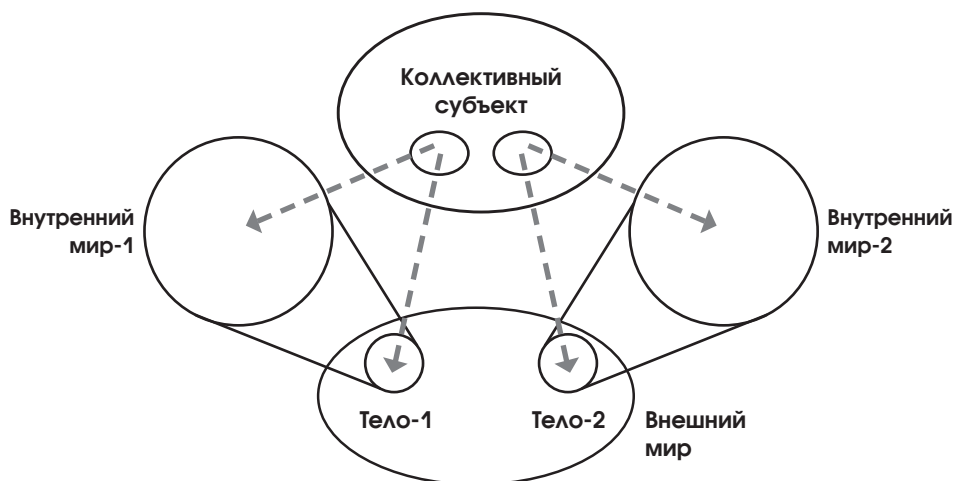 Коллективный
субъект
Внутренний
мир-1
Внутренний
мир-2
Тело-1
Тело-2
Внешний
мир